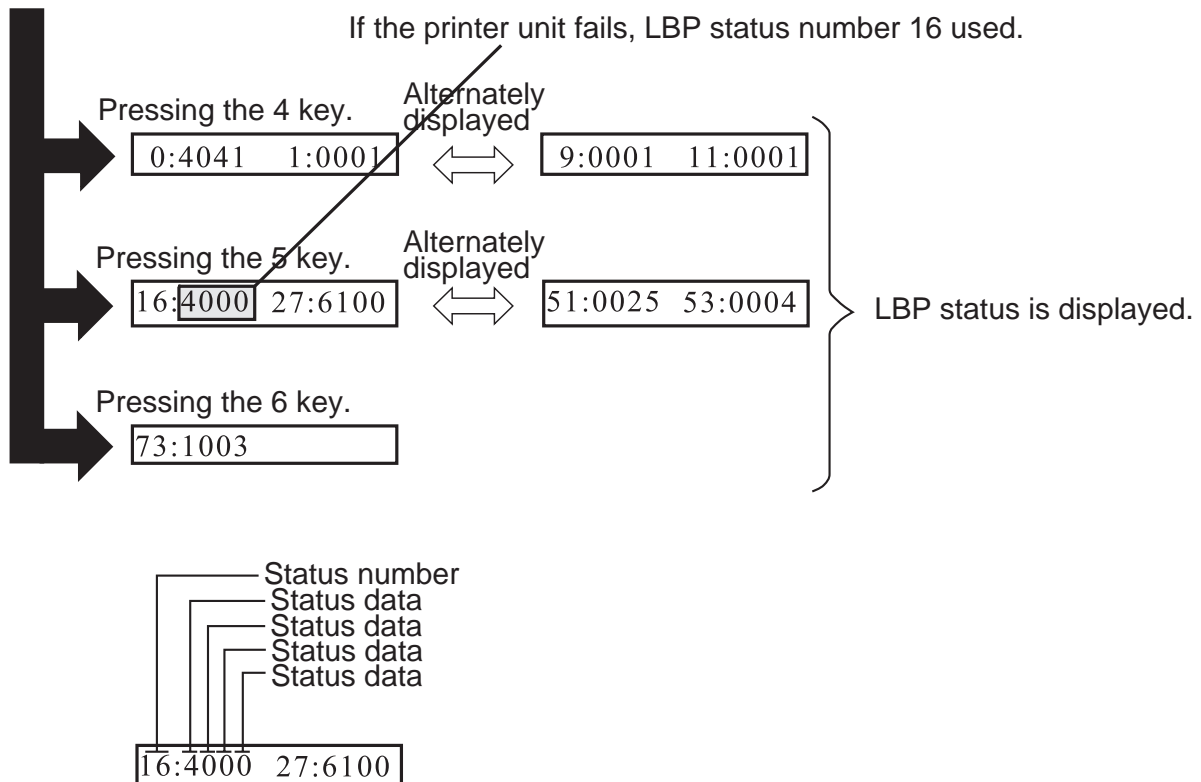 If the printer unit fails, LBP status number 16 used.
Pressing the 4 key.
Alternately
displayed
0:4041 1:0001
9:0001 11:0001
Pressing the 5 key.
Alternately
displayed
16:4000 27:6100
51:0025 53:0004
LBP status is displayed.
Pressing the 6 key.
73:1003
Status number
Status data
Status data
Status data
Status data
16:4000 27:6100